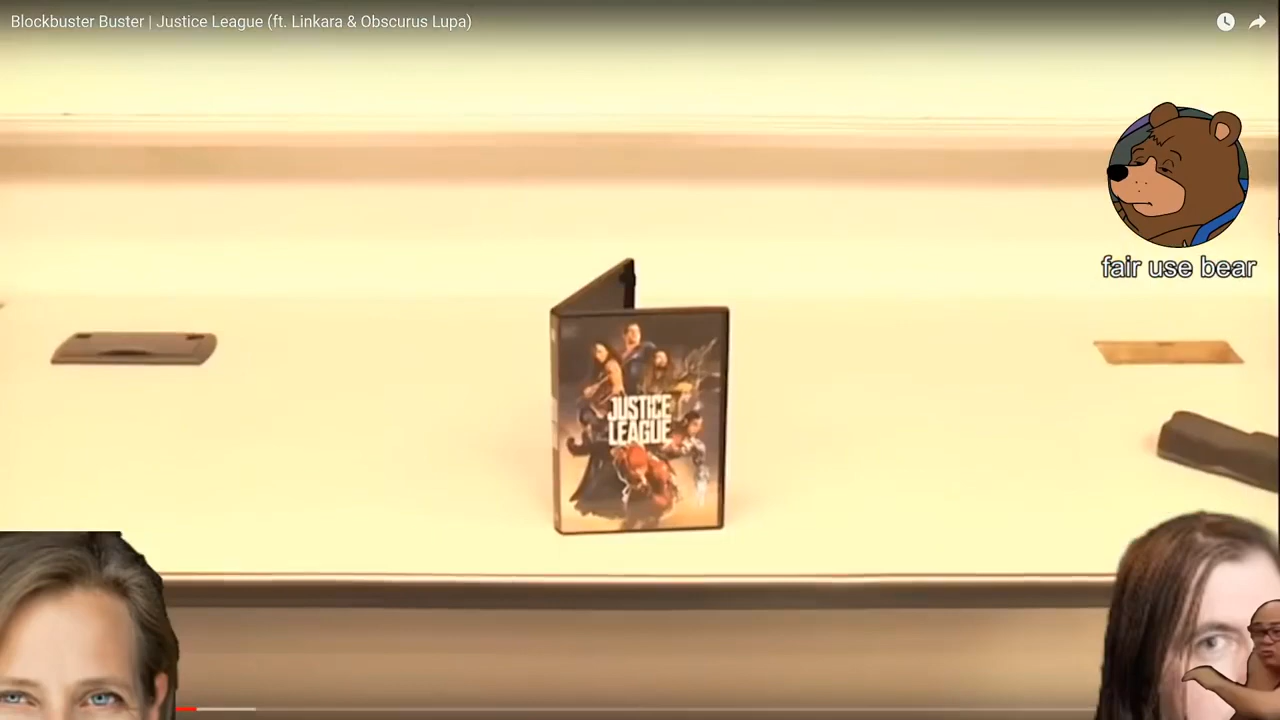 Blockbuster Buster | Justice League (ft. Linkara & Obscurus Lupa)
fair use bear
JUSTICE
LEAGUE